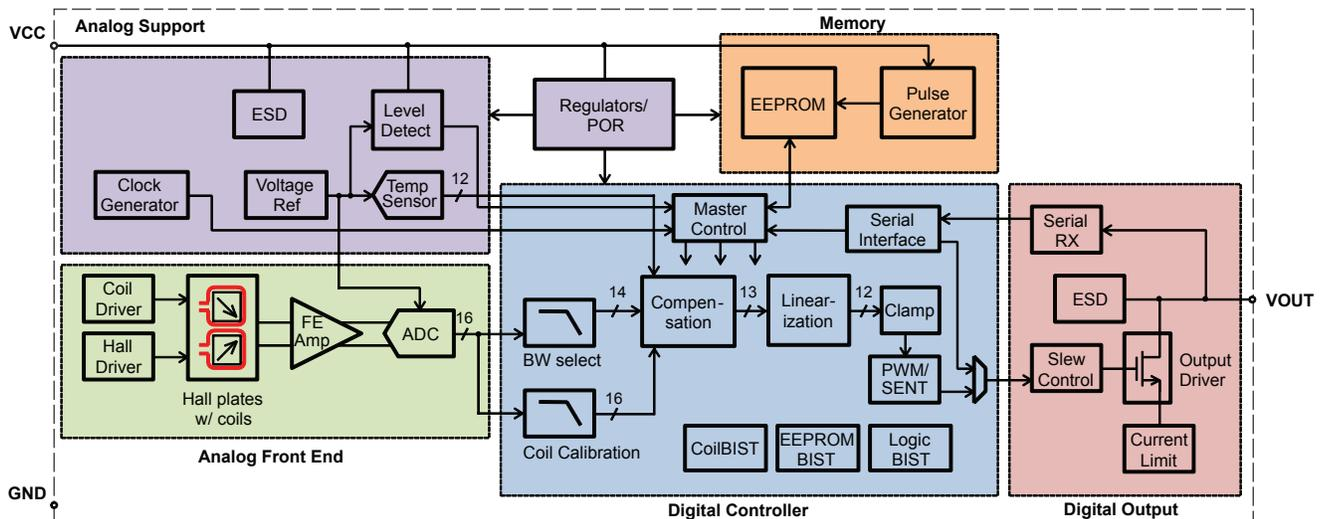 VCC
Analog Support
Memory
ESD
Level
Detect
Regulators/
POR
EEPROM
Pulse
Generator
Clock
Generator
Voltage
Ref
Temp
Sensor
12
Master
Control
Serial
Interface
Serial
RX
Coil
Driver
Hall
Driver
Hall plates
w/ coils
FE
Amp
ADC
16
BW select
14
Compen-
sation
13
Linear-
ization
12
Clamp
PWM/
SENT
Coil Calibration
16
CoilBIST
EEPROM
BIST
Logic
BIST
ESD
VOUT
Slew
Control
Output
Driver
Current
Limit
Analog Front End
GND
Digital Controller
Digital Output